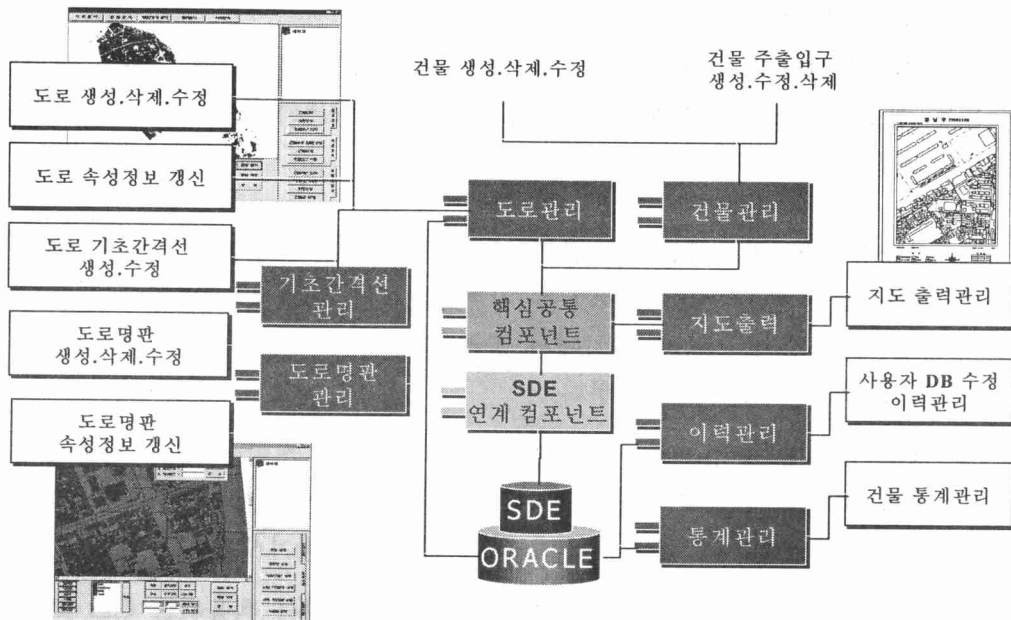 도로 생성.삭제.수정
도로 속성정보 갱신
도로 기초간격선
생성.수정
도로명판
생성.삭제.수정
도로명판
속성정보 갱신
기초간격선
관리
도로명판
관리
건물 생성.삭제.수정
건물 주출입구
생성.수정.삭제
도로관리
건물관리
핵심공통
컴포넌트
지도출력
SDE
연계 컴포넌트
이력관리
SDE
ORACLE
통계관리
지도 출력관리
사용자 DB 수정
이력관리
건물 통계관리